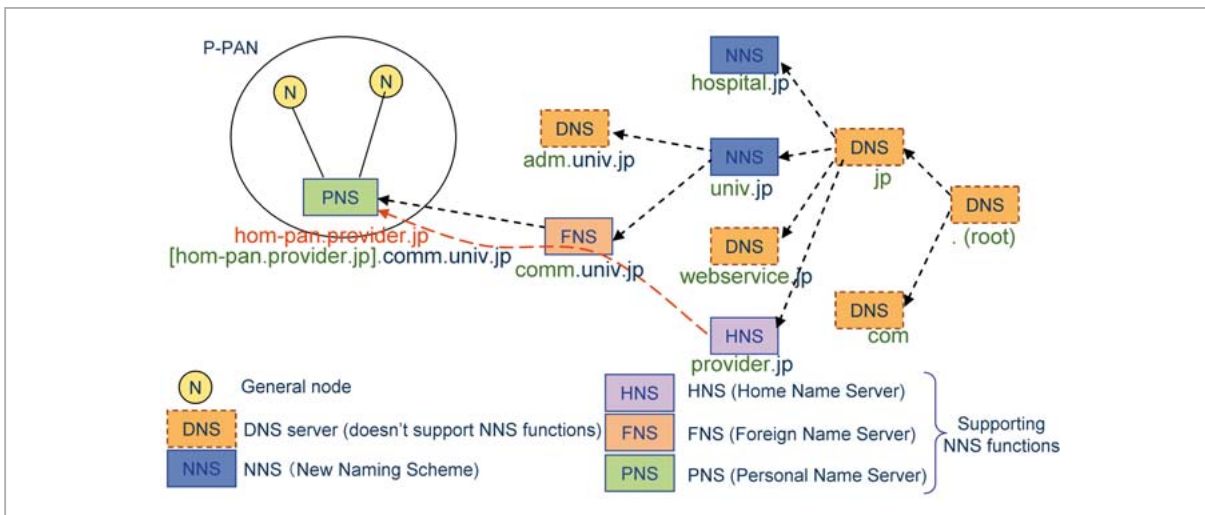 P-PAN
N
N
PNS
hom-pan.provider.jp
[hom-pan.provider.jp].comm.univ.jp
FNS
comm.univ.jp
DNS
adm.univ.jp
NNS
hospital.jp
NNS
univ.jp
DNS
webservice.jp
HNS
provider.jp
DNS
jp
DNS
. (root)
DNS
com
N
General node
DNS
DNS server (doesn't support NNS functions)
NNS
NNS (New Naming Scheme)
HNS
HNS (Home Name Server)
FNS
FNS (Foreign Name Server)
PNS
PNS (Personal Name Server)
Supporting
NNS functions